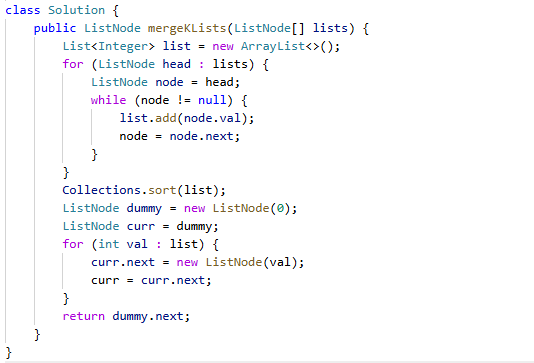 class Solution {
    public ListNode mergeKLists(ListNode[] lists) {
        List<Integer> list = new ArrayList<>();
        for (ListNode head : lists) {
            ListNode node = head;
            while (node != null) {
                list.add(node.val);
                node = node.next;
            }
        }
        Collections.sort(list);
        ListNode dummy = new ListNode(0);
        ListNode curr = dummy;
        for (int val : list) {
            curr.next = new ListNode(val);
            curr = curr.next;
        }
        return dummy.next;
    }
}